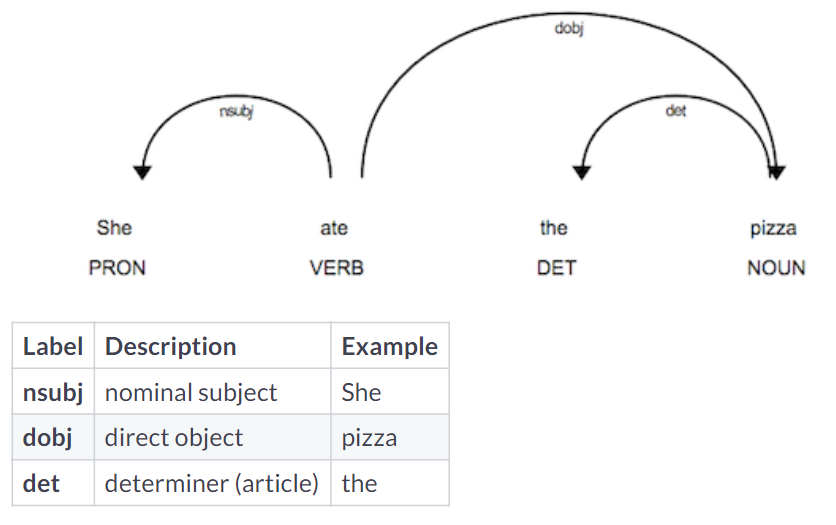 dobj
nsubj det
She ate the pizza
PRON VERB DET NOUN
Label Description Example
nsubj nominal subject She
dobj direct object pizza
det determiner (article) the